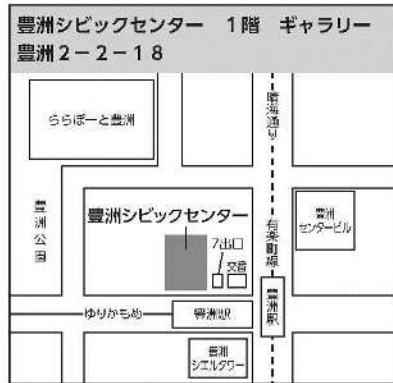 豊洲シビックセンター　1階　ギャラリー
豊洲2－2－18
ららぽーと豊洲
晴海通り
豊洲公園
豊洲シビックセンター
7出口
交番
有楽町線
豊洲
センタービル
ゆりかもめ
豊洲駅
豊洲駅
豊洲
シエルタワー